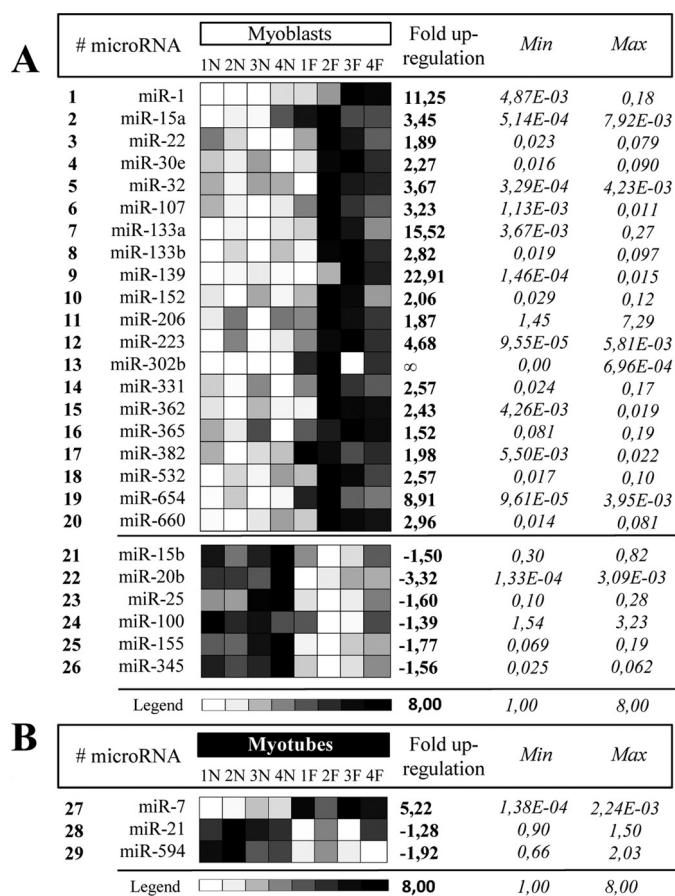 A
# microRNA Myoblasts Fold up-regulation Min Max
1N 2N 3N 4N 1F 2F 3F 4F
1 miR-1 11,25 4,87E-03 0,18
2 miR-15a 3,45 5,14E-04 7,92E-03
3 miR-22 1,89 0,023 0,079
4 miR-30e 2,27 0,016 0,090
5 miR-32 3,67 3,29E-04 4,23E-03
6 miR-107 3,23 1,13E-03 0,011
7 miR-133a 15,52 3,67E-03 0,27
8 miR-133b 2,82 0,019 0,097
9 miR-139 22,91 1,46E-04 0,015
10 miR-152 2,06 0,029 0,12
11 miR-206 1,87 1,45 7,29
12 miR-223 4,68 9,55E-05 5,81E-03
13 miR-302b ∞ 0,00 6,96E-04
14 miR-331 2,57 0,024 0,17
15 miR-362 2,43 4,26E-03 0,019
16 miR-365 1,52 0,081 0,19
17 miR-382 1,98 5,50E-03 0,022
18 miR-532 2,57 0,017 0,10
19 miR-654 8,91 9,61E-05 3,95E-03
20 miR-660 2,96 0,014 0,081
21 miR-15b -1,50 0,30 0,82
22 miR-20b -3,32 1,33E-04 3,09E-03
23 miR-25 -1,60 0,10 0,28
24 miR-100 -1,39 1,54 3,23
25 miR-155 -1,77 0,069 0,19
26 miR-345 -1,56 0,025 0,062
Legend 8,00 1,00 8,00
B
# microRNA Myotubes Fold up-regulation Min Max
1N 2N 3N 4N 1F 2F 3F 4F
27 miR-7 5,22 1,38E-04 2,24E-03
28 miR-21 -1,28 0,90 1,50
29 miR-594 -1,92 0,66 2,03
Legend 8,00 1,00 8,00